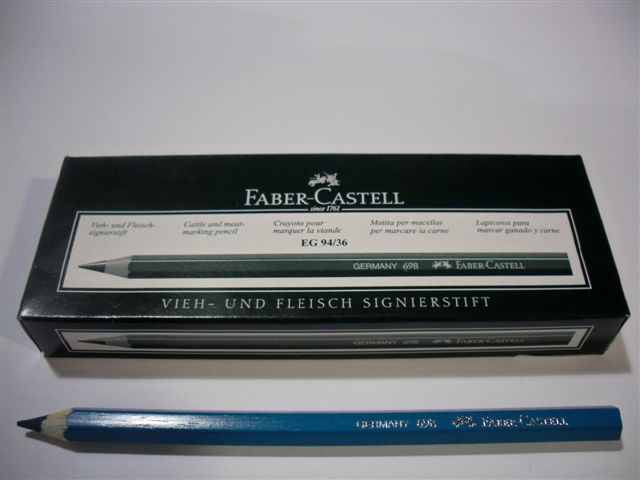 FABER-CASTELL
since 1761
Vieh- und Fleisch-
signierstift
Cattle and meat-
marking pencil
Crayons pour
marquer la viande
Matita per macellai
per marcare la carne
Lapiceros para
marcar ganado y carne
EG 94/36
GERMANY 698 FABER-CASTELL
VIEH- UND FLEISCH SIGNIERSTIFT
GERMANY 698 FABER-CASTELL
GERMANY 698 FABER-CASTELL